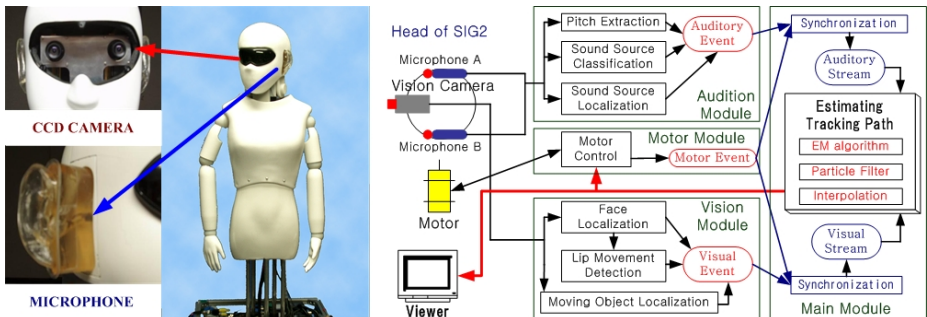 CCD CAMERA
MICROPHONE
Head of SIG2
Microphone A
Vision Camera
Microphone B
Motor
Viewer
Pitch Extraction
Sound Source
Classification
Sound Source
Localization
Auditory
Event
Audition
Module
Motor Module
Motor
Control
Motor Event
Face
Localization
Vision
Module
Lip Movement
Detection
Visual
Event
Moving Object Localization
Synchronization
Auditory
Stream
Estimating
Tracking Path
EM algorithm
Particle Filter
Interpolation
Visual
Stream
Synchronization
Main Module